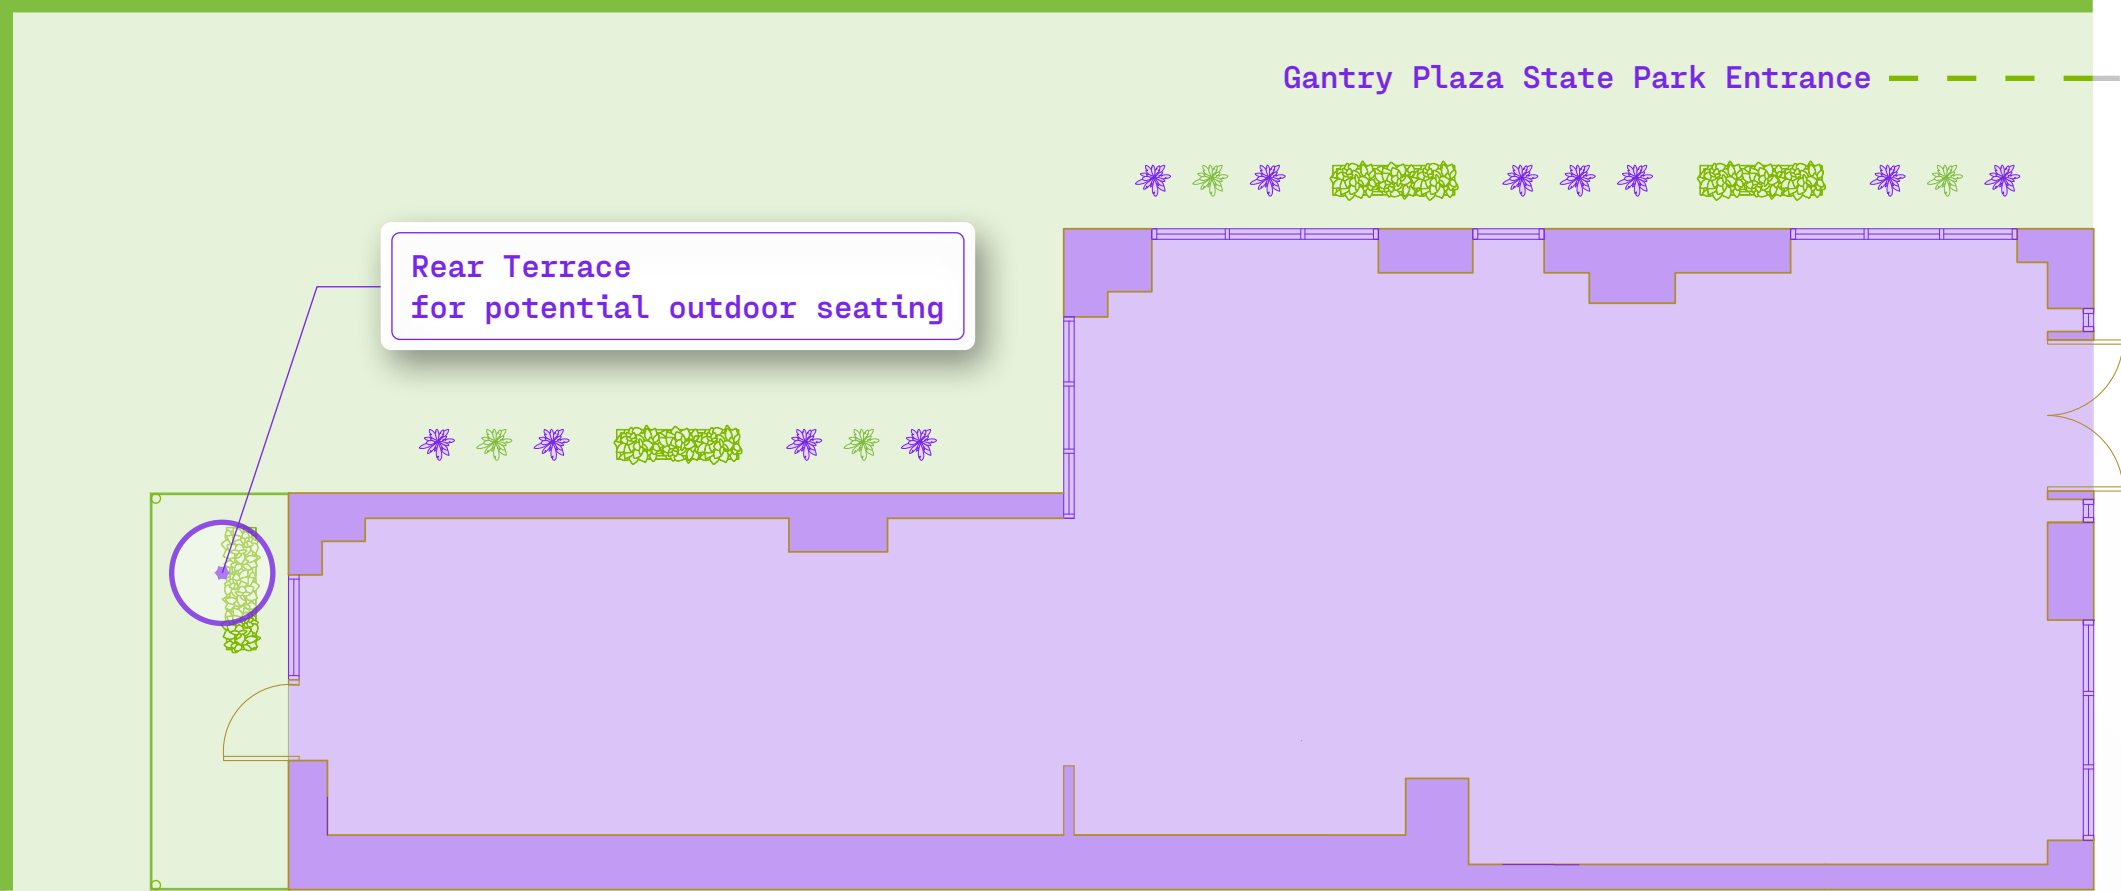 Gantry Plaza State Park Entrance
Rear Terrace
for potential outdoor seating